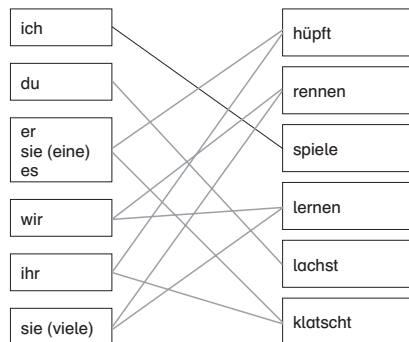 ich
du
er
sie (eine)
es
wir
ihr
sie (viele)
hüpft
rennen
spiele
lernen
lachst
klatscht